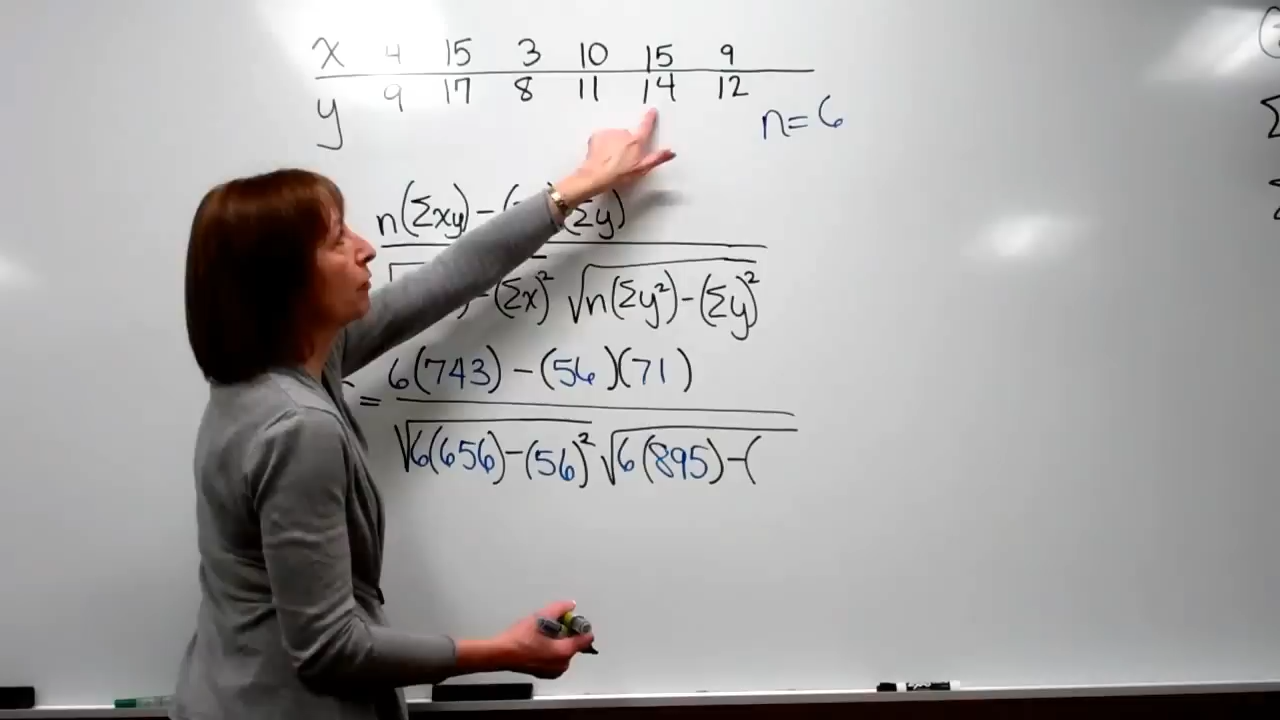 x 4 15 3 10 15 9
y 9 17 8 11 14 12
n = 6
n(Σxy) - ( Σy)
- (Σx)² √n(Σy²) - (Σy)²
= 6(743) - (56)(71)
√6(656) - (56)² √6(895) - (